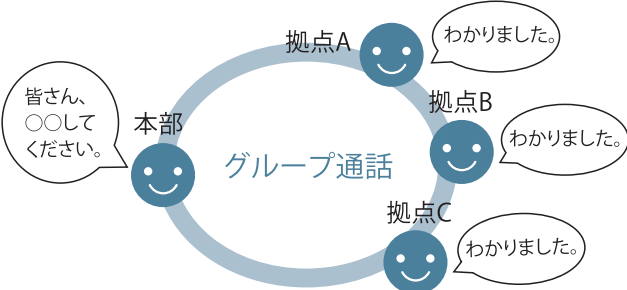 拠点A
わかりました。
皆さん、
○○して
ください。
本部
拠点B
わかりました。
グループ通話
拠点C
わかりました。